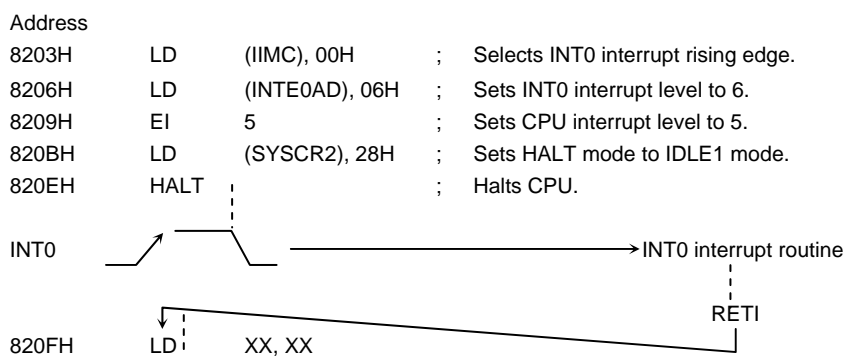 Address
8203H LD (IIMC), 00H ; Selects INT0 interrupt rising edge.
8206H LD (INTE0AD), 06H ; Sets INT0 interrupt level to 6.
8209H EI 5 ; Sets CPU interrupt level to 5.
820BH LD (SYSCR2), 28H ; Sets HALT mode to IDLE1 mode.
820EH HALT ; Halts CPU.
INT0 INT0 interrupt routine
RETI
820FH LD XX, XX